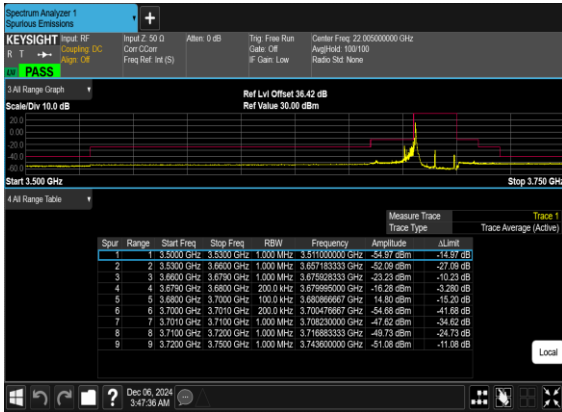 Spectrum Analyzer 1
Spurious Emissions
+
KEYSIGHT Input: RF Input Z: 50 Ω Atten: 0 dB Trig: Free Run Center Freq: 22.005000000 GHz
R T Coupling: DC Corr CCorr Gate: Off Avg|Hold: 100/100
Align: Off Freq Ref: Int (S) IF Gain: Low Radio Std: None
PASS
3 All Range Graph Ref Lvl Offset 36.42 dB
Scale/Div 10.0 dB Ref Value 30.00 dBm
20.0
0.00
-20.0
-40.0
-60.0
Start 3.500 GHz Stop 3.750 GHz
4 All Range Table
Measure Trace Trace 1
Trace Type Trace Average (Active)
Spur Range Start Freq Stop Freq RBW Frequency Amplitude ΔLimit
1 1 3.5000 GHz 3.5300 GHz 1.000 MHz 3.511000000 GHz -54.97 dBm -14.97 dB
2 2 3.5300 GHz 3.6600 GHz 1.000 MHz 3.657183333 GHz -52.09 dBm -27.09 dB
3 3 3.6600 GHz 3.6790 GHz 1.000 MHz 3.675928333 GHz -23.23 dBm -10.23 dB
4 4 3.6790 GHz 3.6800 GHz 200.0 kHz 3.679995000 GHz -16.28 dBm -3.280 dB
5 5 3.6800 GHz 3.7000 GHz 100.0 kHz 3.680866667 GHz 14.80 dBm -15.20 dB
6 6 3.7000 GHz 3.7010 GHz 200.0 kHz 3.700476667 GHz -54.68 dBm -41.68 dB
7 7 3.7010 GHz 3.7100 GHz 1.000 MHz 3.708230000 GHz -47.62 dBm -34.62 dB
8 8 3.7100 GHz 3.7200 GHz 1.000 MHz 3.716883333 GHz -49.73 dBm -24.73 dB
9 9 3.7200 GHz 3.7500 GHz 1.000 MHz 3.743600000 GHz -51.08 dBm -11.08 dB
Local
? Dec 06, 2024
3:47:36 AM